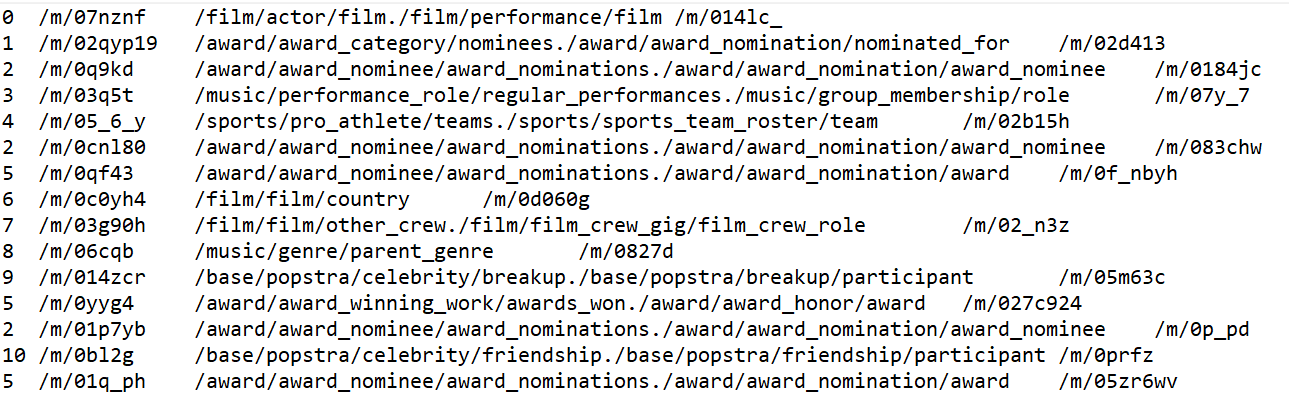 0 /m/07nznf /film/actor/film./film/performance/film /m/014lc_
1 /m/02qyp19 /award/award_category/nominees./award/award_nomination/nominated_for /m/02d413
2 /m/0q9kd /award/award_nominee/award_nominations./award/award_nomination/award_nominee /m/0184jc
3 /m/03q5t /music/performance_role/regular_performances./music/group_membership/role /m/07y_7
4 /m/05_6_y /sports/pro_athlete/teams./sports/sports_team_roster/team /m/02b15h
2 /m/0cnl80 /award/award_nominee/award_nominations./award/award_nomination/award_nominee /m/083chw
5 /m/0qf43 /award/award_nominee/award_nominations./award/award_nomination/award /m/0f_nbyh
6 /m/0c0yh4 /film/film/country /m/0d060g
7 /m/03g90h /film/film/other_crew./film/film_crew_gig/film_crew_role /m/02_n3z
8 /m/06cqb /music/genre/parent_genre /m/0827d
9 /m/014zcr /base/popstra/celebrity/breakup./base/popstra/breakup/participant /m/05m63c
5 /m/0yyg4 /award/award_winning_work/awards_won./award/award_honor/award /m/027c924
2 /m/01p7yb /award/award_nominee/award_nominations./award/award_nomination/award_nominee /m/0p_pd
10 /m/0bl2g /base/popstra/celebrity/friendship./base/popstra/friendship/participant /m/0prfz
5 /m/01q_ph /award/award_nominee/award_nominations./award/award_nomination/award /m/05zr6wv